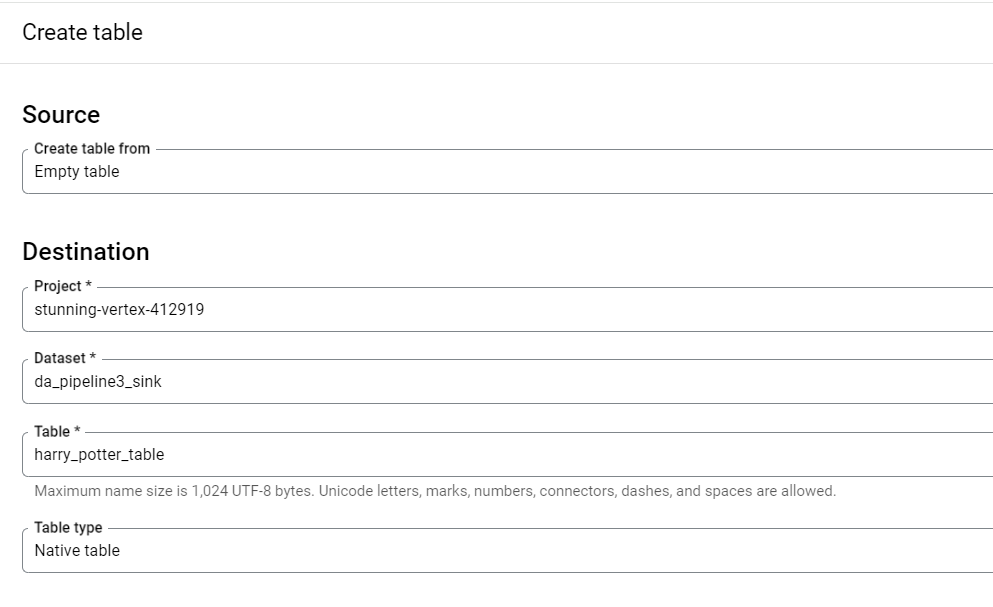 Create table
Source
Create table from
Empty table
Destination
Project *
stunning-vertex-412919
Dataset *
da_pipeline3_sink
Table *
harry_potter_table
Maximum name size is 1,024 UTF-8 bytes. Unicode letters, marks, numbers, connectors, dashes, and spaces are allowed.
Table type
Native table